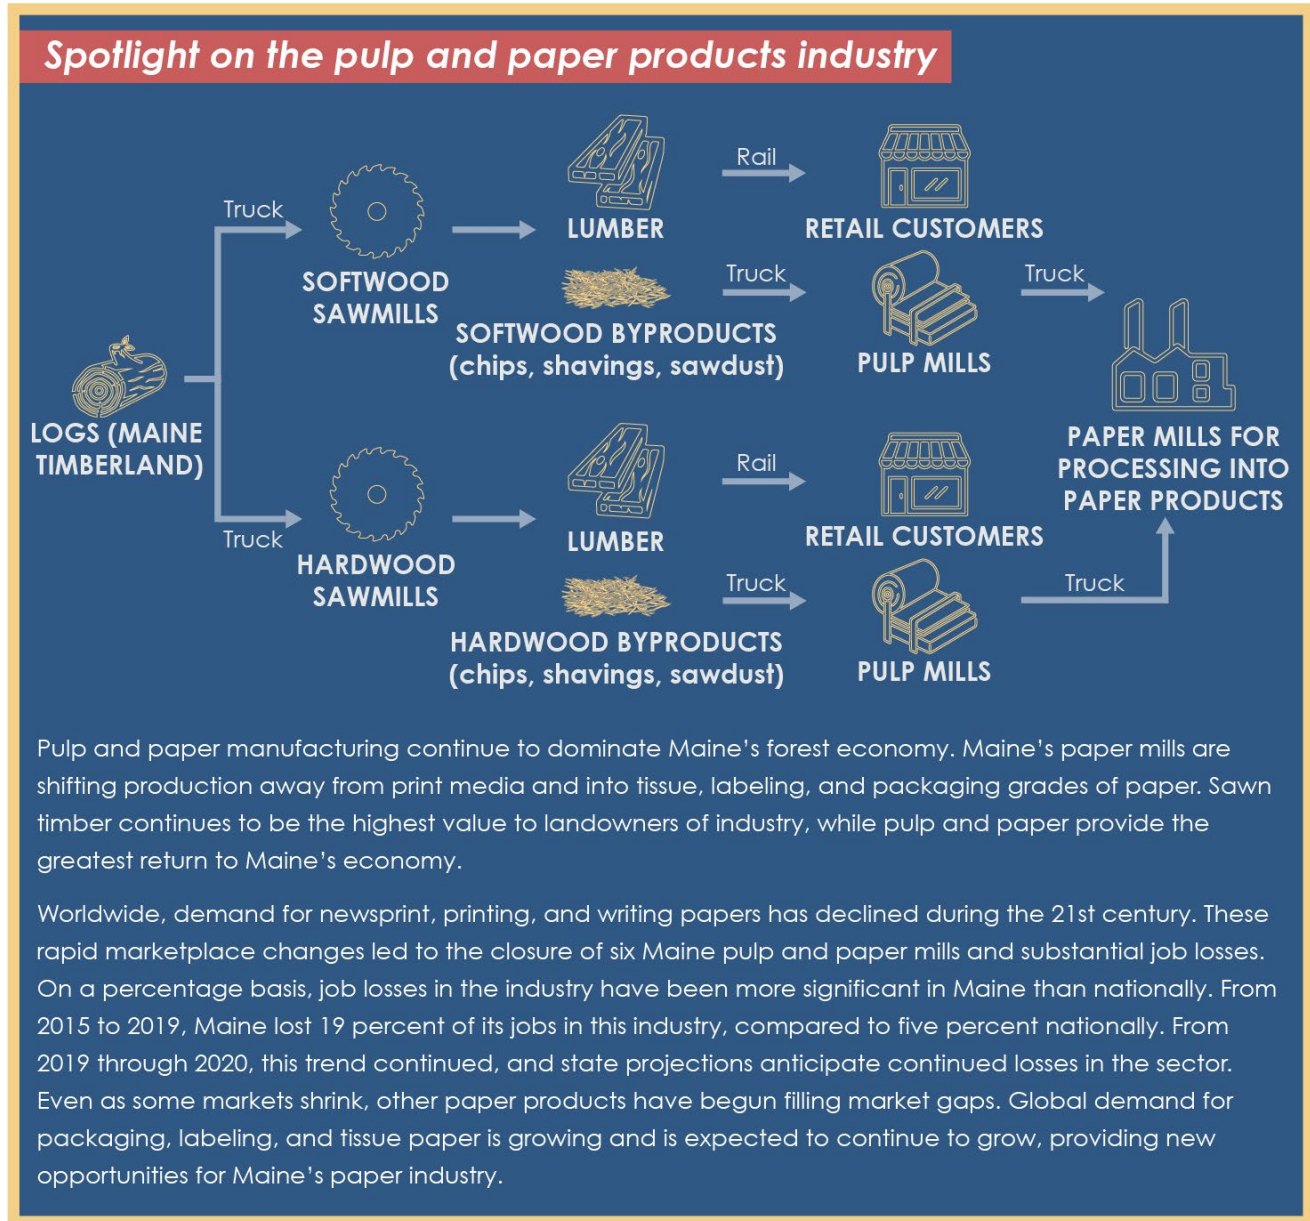 Spotlight on the pulp and paper products industry
Truck
SOFTWOOD
SAWMILLS
LUMBER
Rail
RETAIL CUSTOMERS
SOFTWOOD BYPRODUCTS
(chips, shavings, sawdust)
Truck
PULP MILLS
Truck
LOGS (MAINE
TIMBERLAND)
PAPER MILLS FOR
PROCESSING INTO
PAPER PRODUCTS
Truck
HARDWOOD
SAWMILLS
LUMBER
Rail
RETAIL CUSTOMERS
HARDWOOD BYPRODUCTS
(chips, shavings, sawdust)
Truck
PULP MILLS
Truck
Pulp and paper manufacturing continue to dominate Maine’s forest economy. Maine’s paper mills are
shifting production away from print media and into tissue, labeling, and packaging grades of paper. Sawn
timber continues to be the highest value to landowners of industry, while pulp and paper provide the
greatest return to Maine’s economy.
Worldwide, demand for newsprint, printing, and writing papers has declined during the 21st century. These
rapid marketplace changes led to the closure of six Maine pulp and paper mills and substantial job losses.
On a percentage basis, job losses in the industry have been more significant in Maine than nationally. From
2015 to 2019, Maine lost 19 percent of its jobs in this industry, compared to five percent nationally. From
2019 through 2020, this trend continued, and state projections anticipate continued losses in the sector.
Even as some markets shrink, other paper products have begun filling market gaps. Global demand for
packaging, labeling, and tissue paper is growing and is expected to continue to grow, providing new
opportunities for Maine’s paper industry.